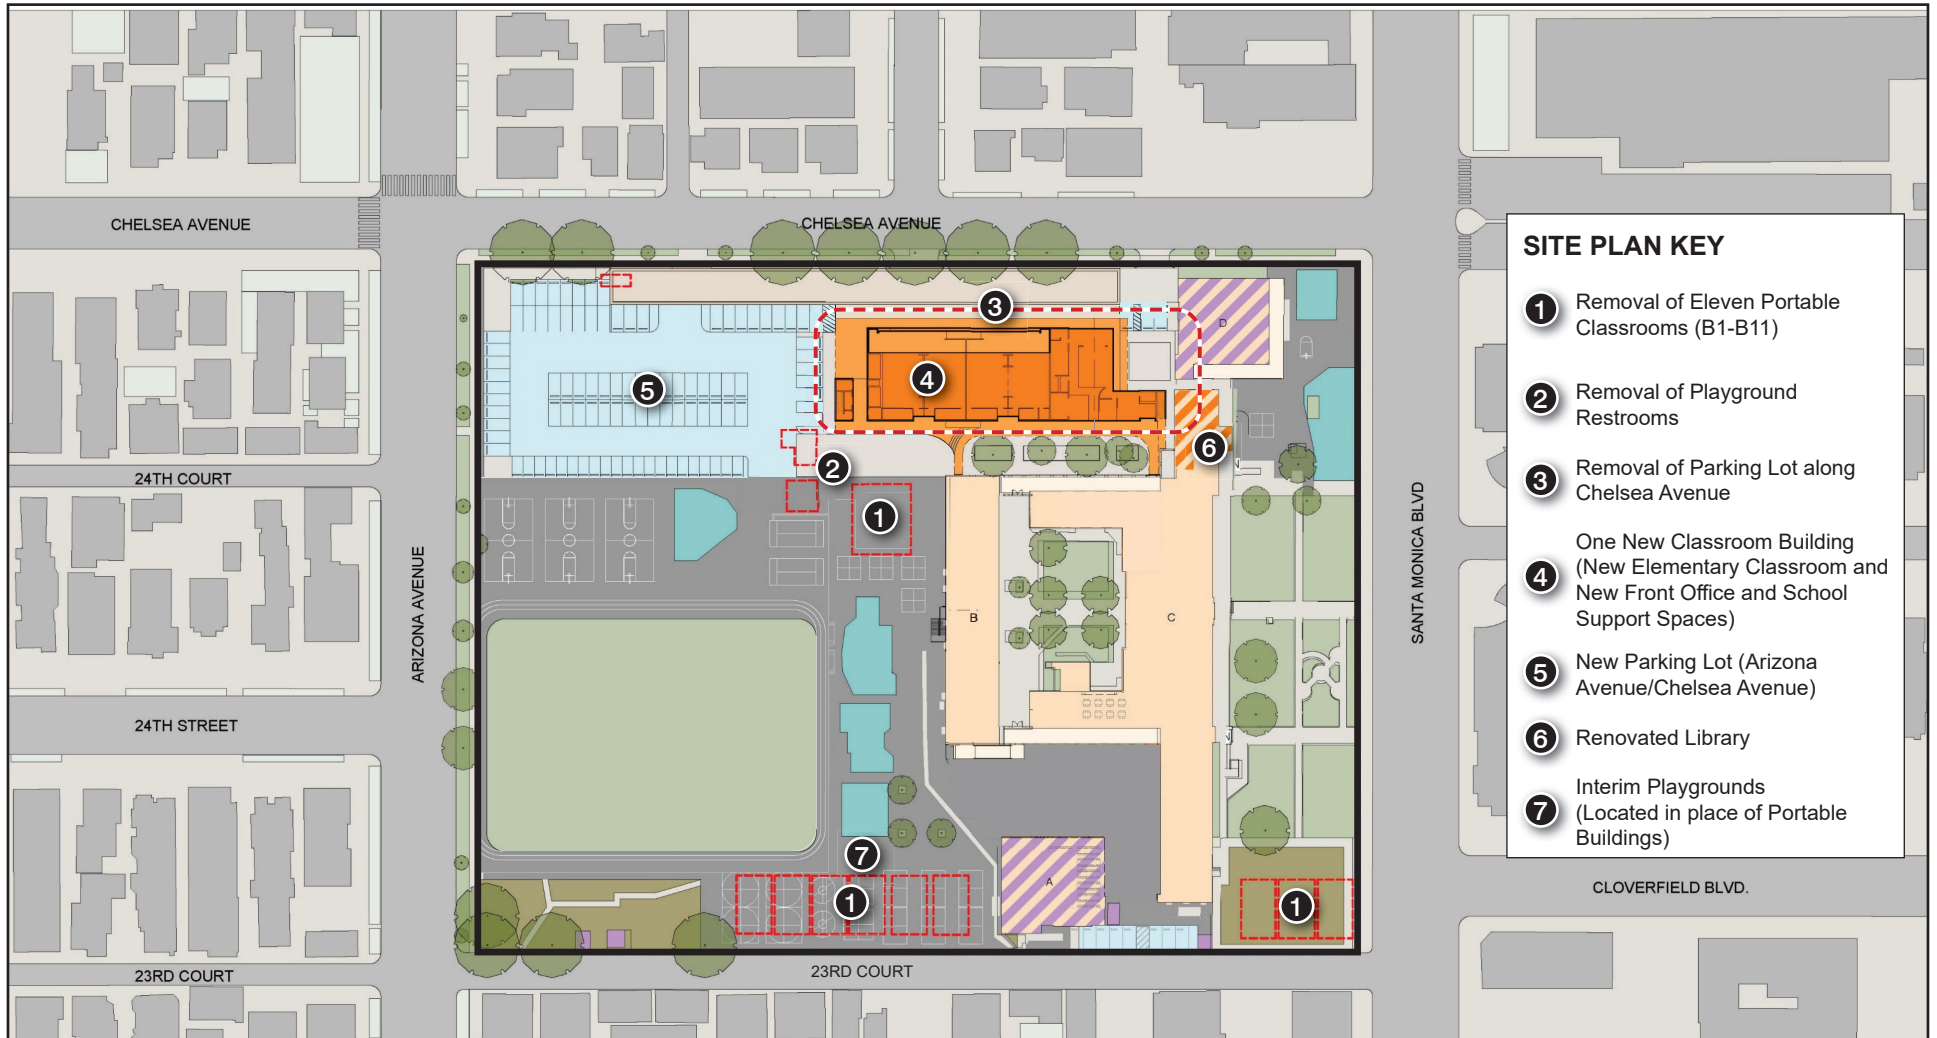 CHELSEA AVENUE
CHELSEA AVENUE
24TH COURT
24TH STREET
23RD COURT
23RD COURT
ARIZONA AVENUE
SANTA MONICA BLVD
CLOVERFIELD BLVD.
3
4
5
6
2
1
7
1
1
D
B
C
A
SITE PLAN KEY
1 Removal of Eleven Portable
Classrooms (B1-B11)
2 Removal of Playground
Restrooms
3 Removal of Parking Lot along
Chelsea Avenue
4 One New Classroom Building
(New Elementary Classroom and
New Front Office and School
Support Spaces)
5 New Parking Lot (Arizona
Avenue/Chelsea Avenue)
6 Renovated Library
7 Interim Playgrounds
(Located in place of Portable
Buildings)